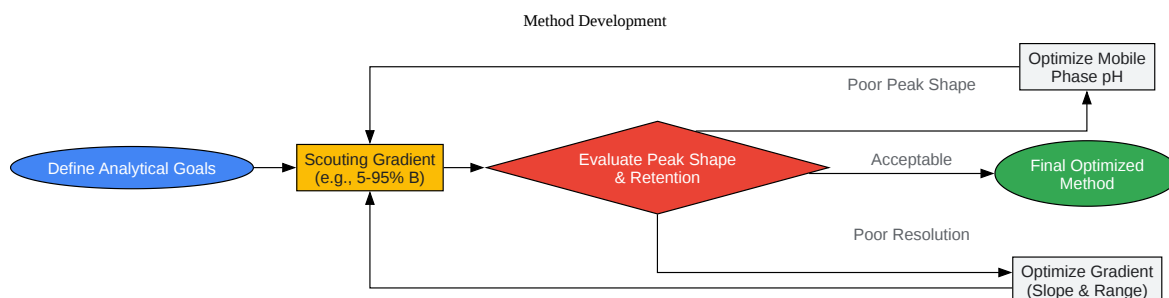 Method Development
Optimize Mobile
Phase pH
Poor Peak Shape
Define Analytical Goals
Scouting Gradient
(e.g., 5-95% B)
Evaluate Peak Shape
& Retention
Acceptable
Final Optimized
Method
Poor Resolution
Optimize Gradient
(Slope & Range)